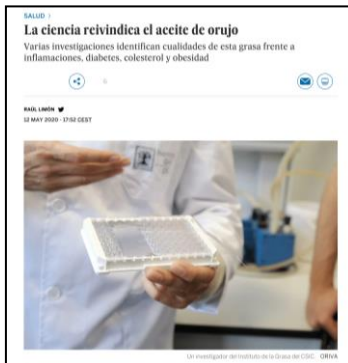 SALUD
La ciencia reivindica el aceite de orujo
Varias investigaciones identifican cualidades de esta grasa frente a
inflamaciones, diabetes, colesterol y obesidad
RAÚL LIMÓN
12 MAY 2020 - 17:52 CEST
Un investigador del Instituto de la Grasa del CSIC. ORIVA